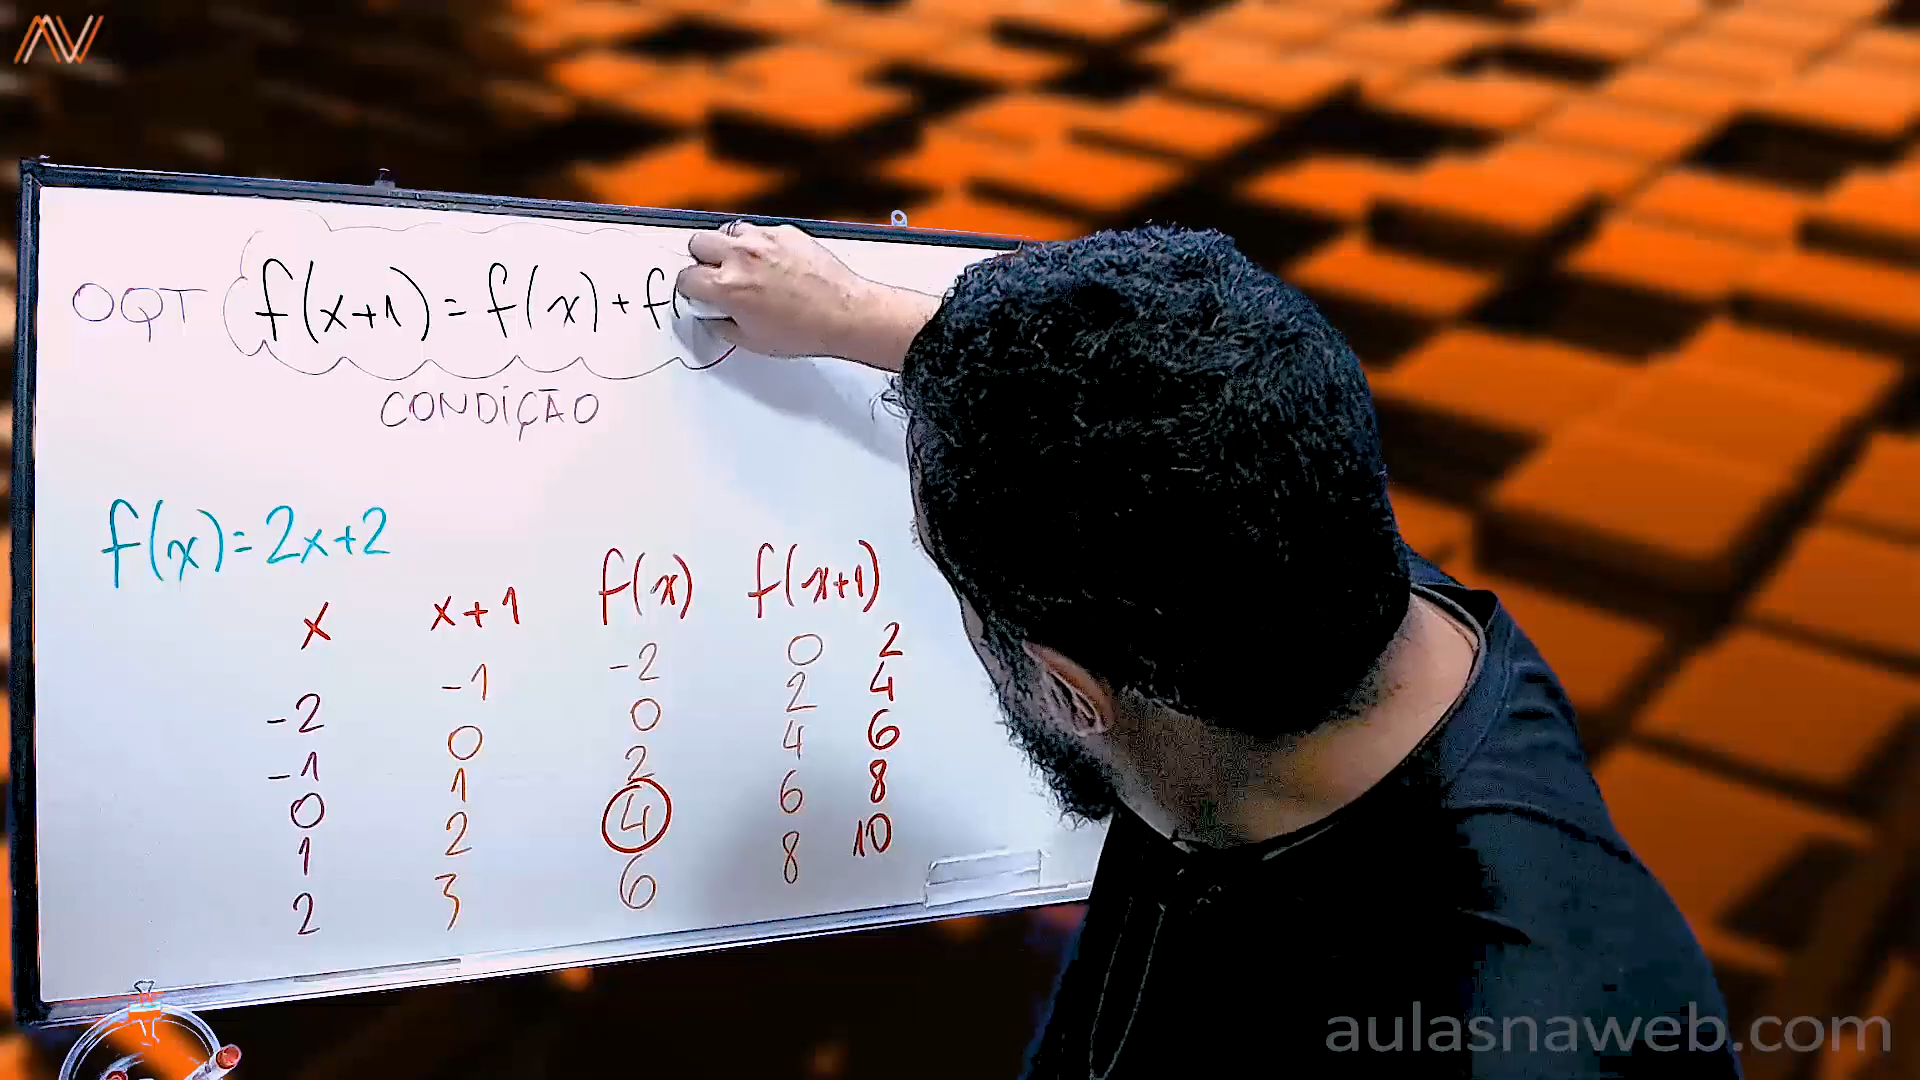 AV
OQT f(x+1) = f(x) + f(
CONDIÇÃO
f(x)=2x+2
x x+1 f(x) f(x+1)
-2 -1 -2 0 2
-1 0 0 2 4
0 1 2 4 6
1 2 4 6 8
2 3 6 8 10
aulasnaweb.com